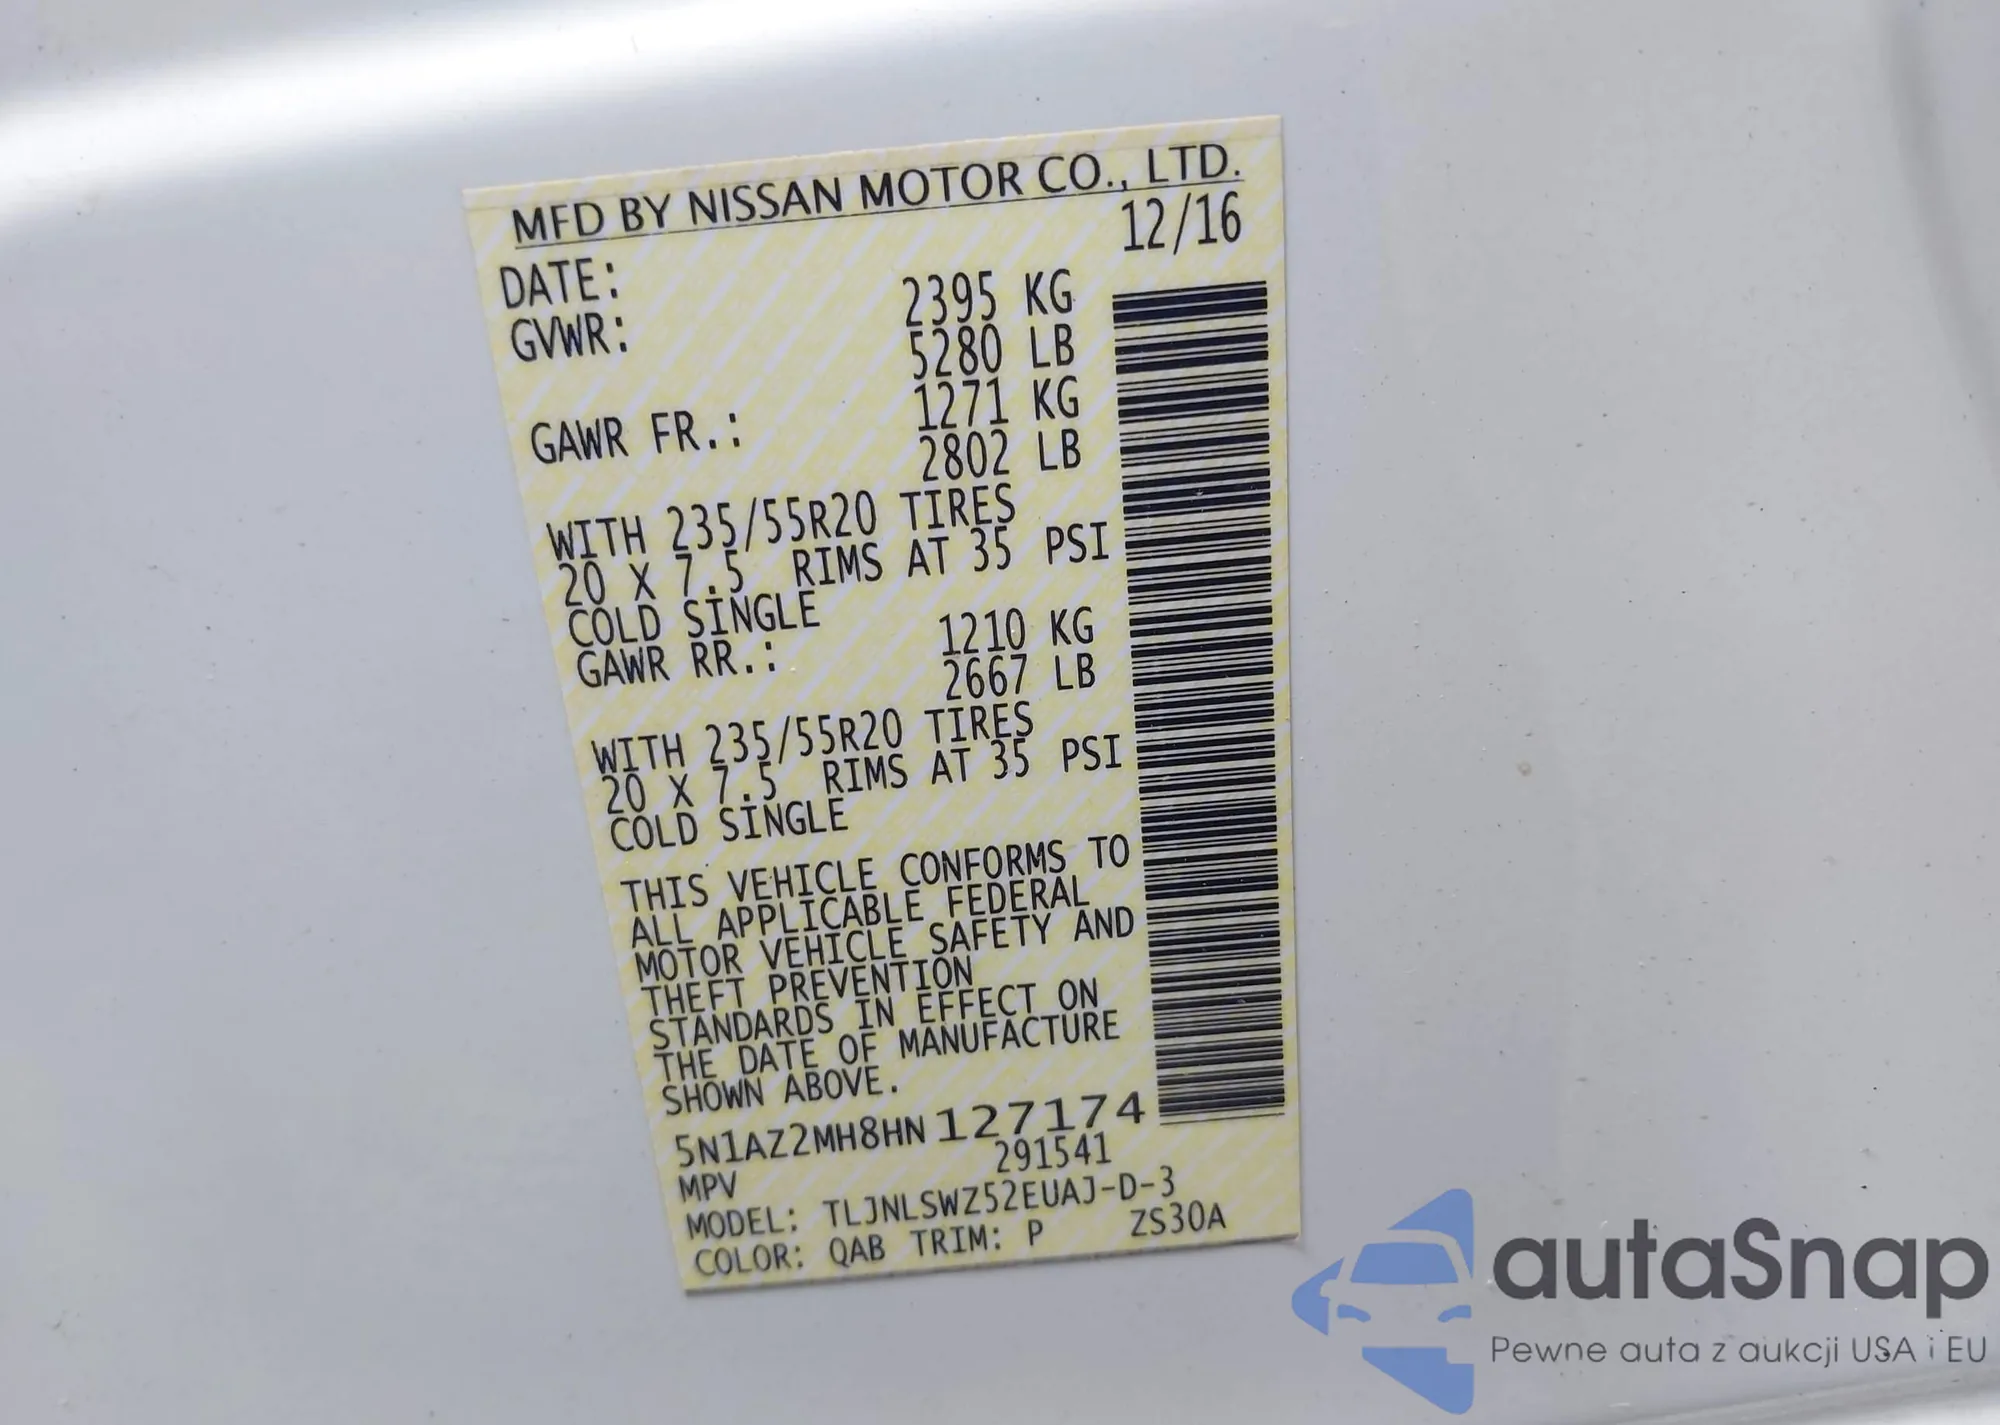 MFD BY NISSAN MOTOR CO., LTD.
DATE: 12/16
GVWR: 2395 KG
5280 LB
GAWR FR.: 1271 KG
2802 LB
WITH 235/55R20 TIRES
20 X 7.5 RIMS AT 35 PSI
COLD SINGLE
GAWR RR.: 1210 KG
2667 LB
WITH 235/55R20 TIRES
20 X 7.5 RIMS AT 35 PSI
COLD SINGLE
THIS VEHICLE CONFORMS TO
ALL APPLICABLE FEDERAL
MOTOR VEHICLE SAFETY AND
THEFT PREVENTION
STANDARDS IN EFFECT ON
THE DATE OF MANUFACTURE
SHOWN ABOVE.
5N1AZ2MH8HN127174
MPV 291541
MODEL: TLJNLSWZ52EUAJ-D-3
COLOR: QAB TRIM: P ZS30A
autaSnap
Pewne auta z aukcji USA i EU